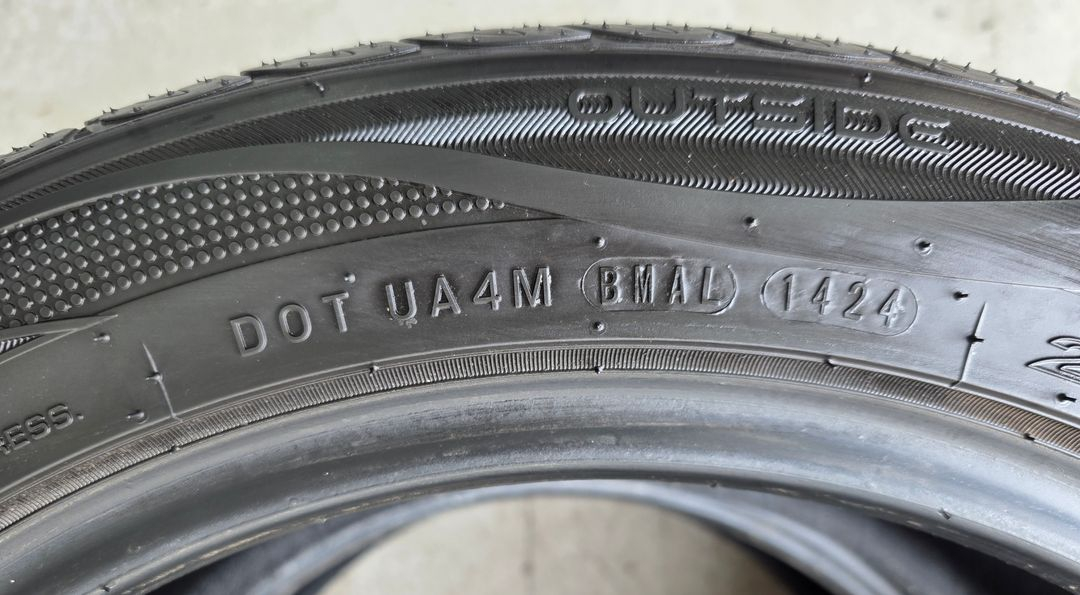 OUTSIDE
DOT UA4M BMAL 1424